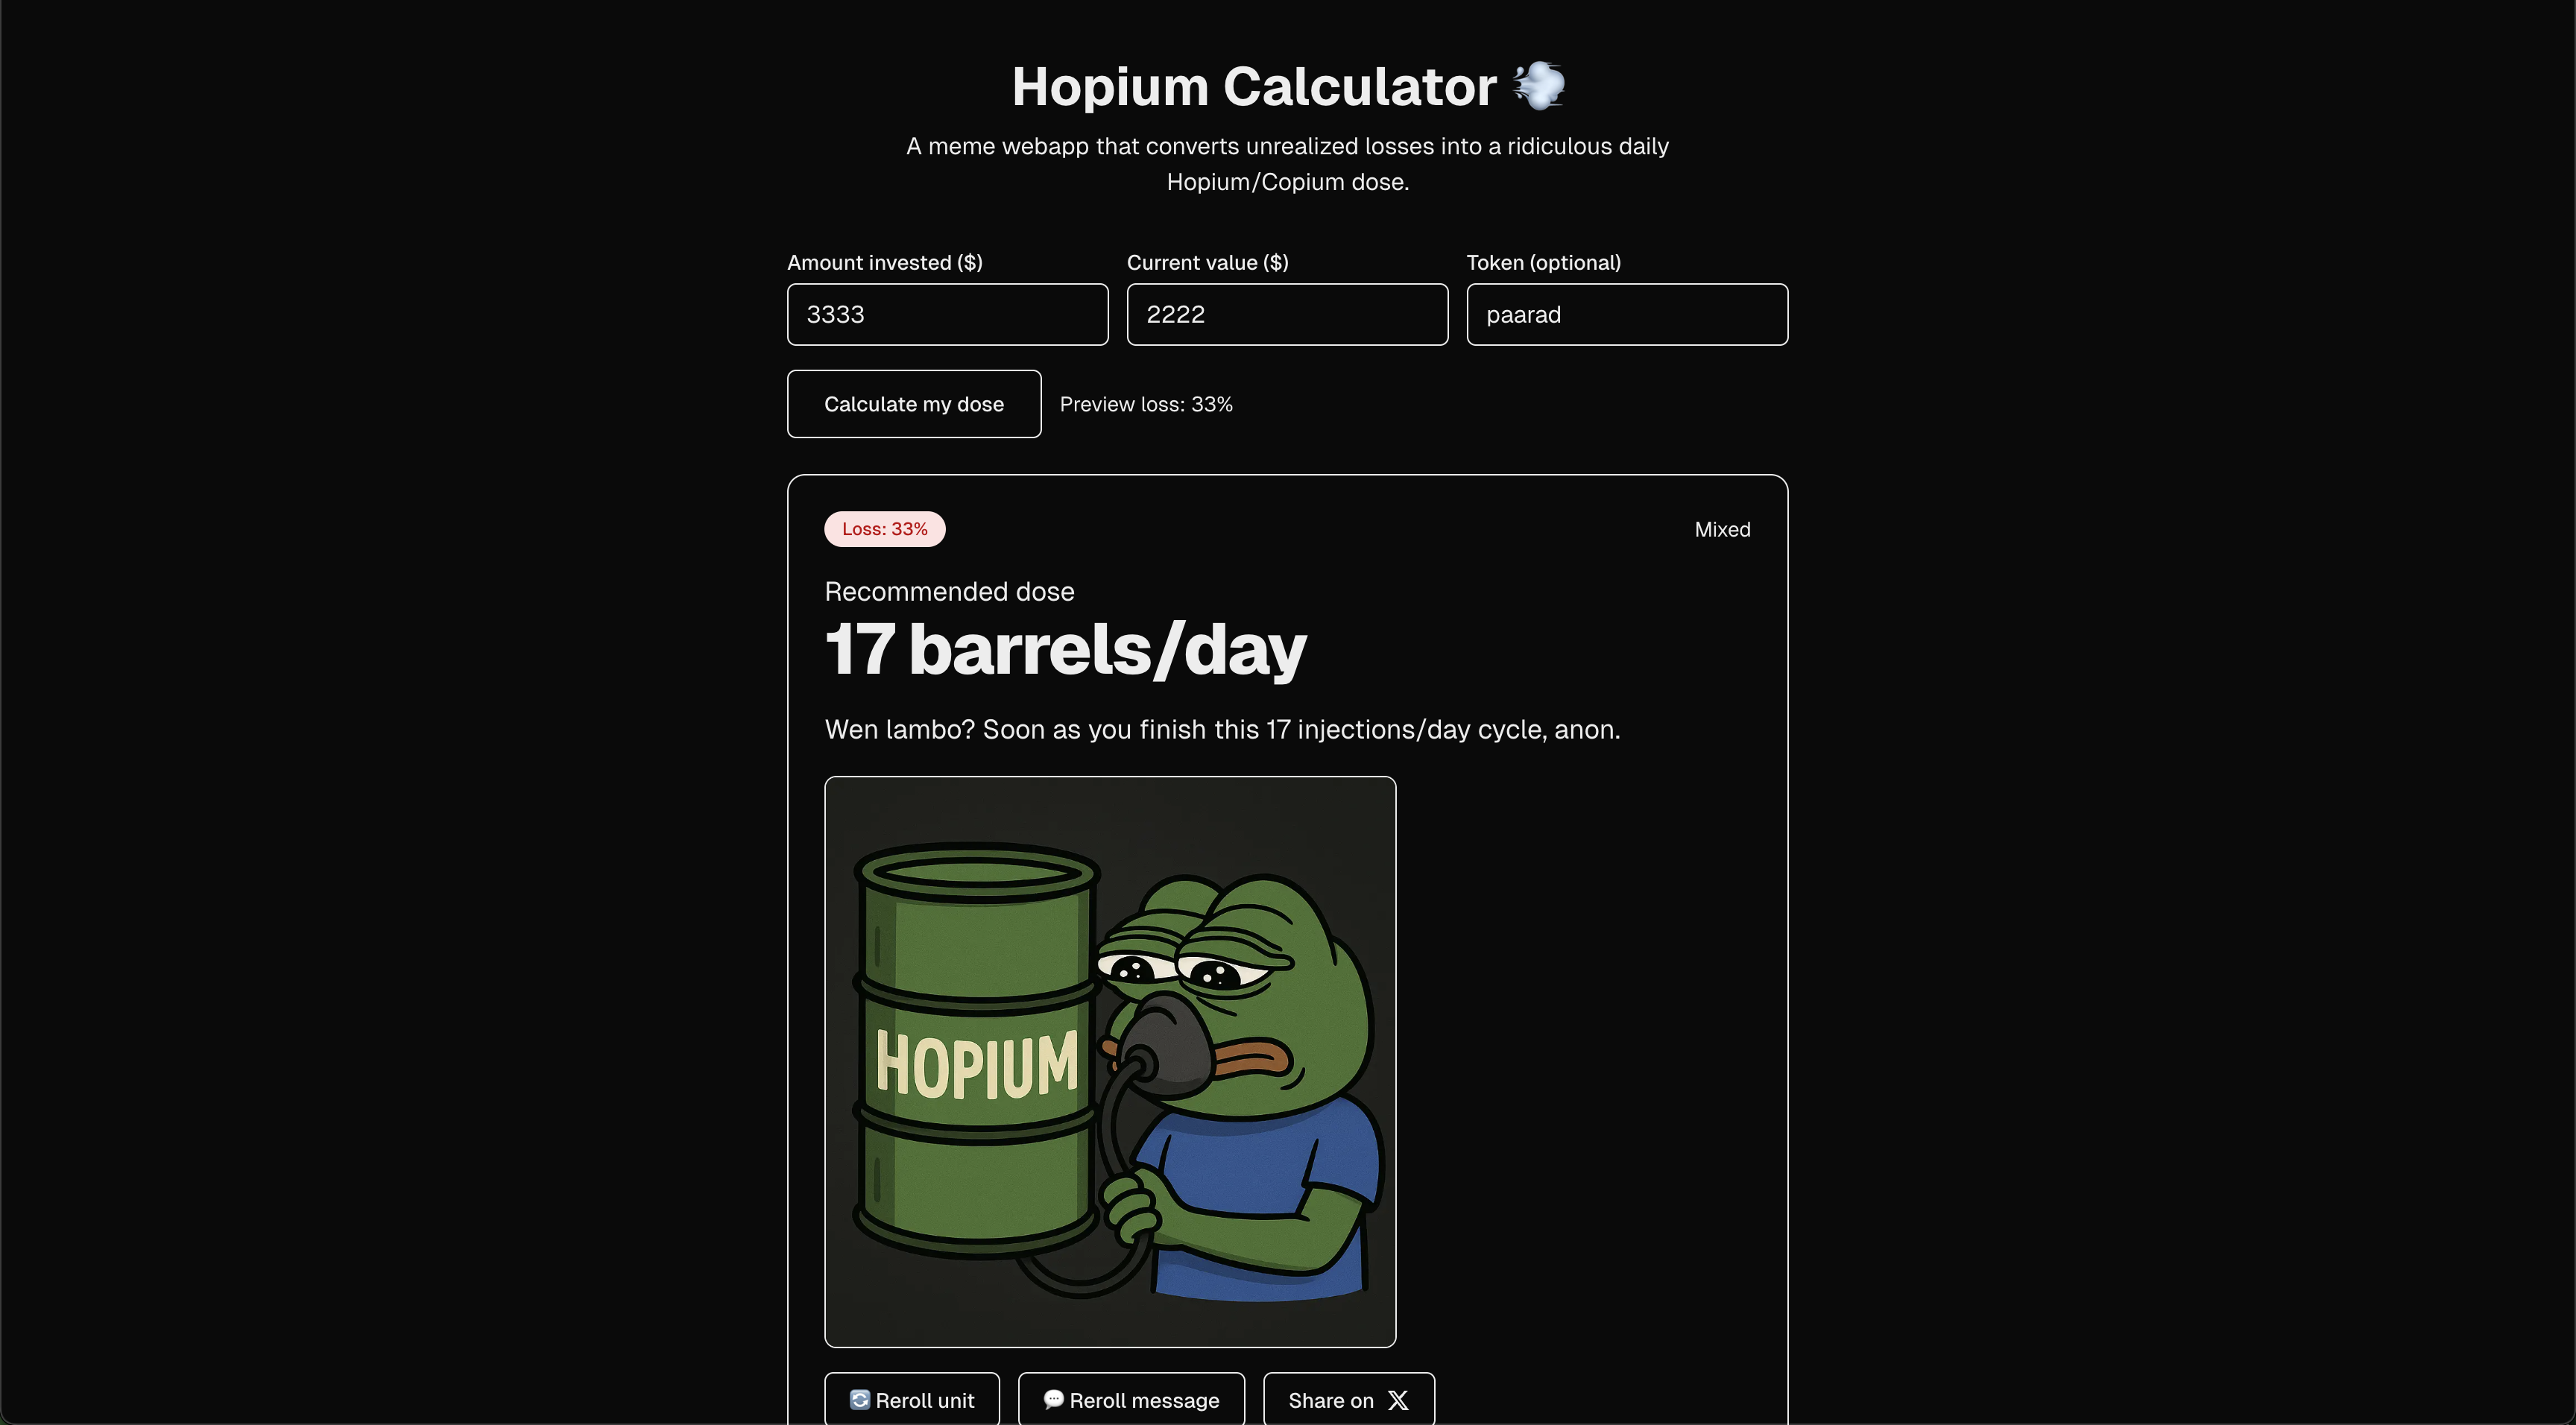 Hopium Calculator 💨
A meme webapp that converts unrealized losses into a ridiculous daily
Hopium/Copium dose.
Amount invested ($)
Current value ($)
Token (optional)
3333
2222
paarad
Calculate my dose
Preview loss: 33%
Loss: 33%
Mixed
Recommended dose
17 barrels/day
Wen lambo? Soon as you finish this 17 injections/day cycle, anon.
HOPIUM
🔄 Reroll unit
💬 Reroll message
Share on X